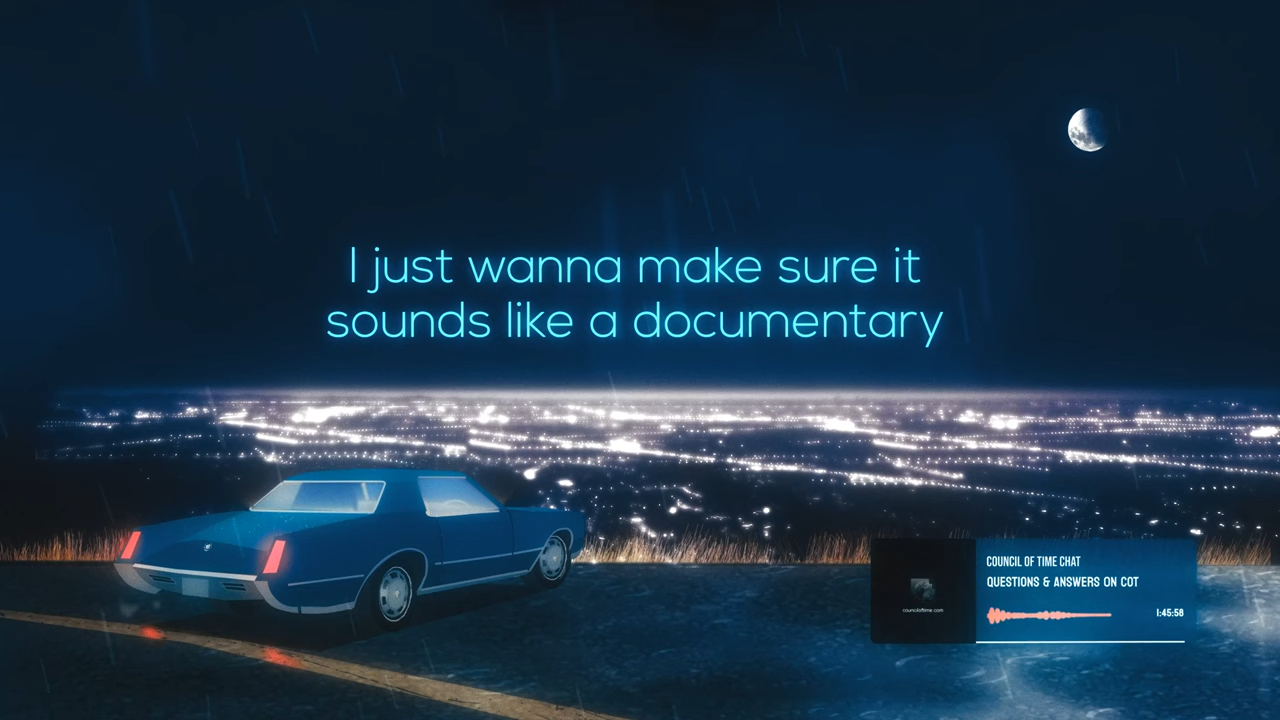 I just wanna make sure it
sounds like a documentary
COUNCIL OF TIME CHAT
QUESTIONS & ANSWERS ON COT
1:45:58
counciloftime.com